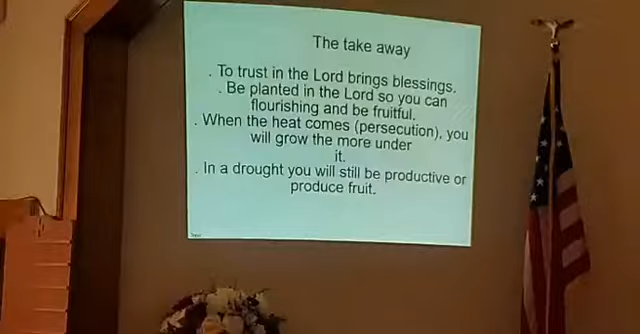 The take away
. To trust in the Lord brings blessings.
. Be planted in the Lord so you can
flourishing and be fruitful.
. When the heat comes (persecution), you
will grow the more under
it.
. In a drought you will still be productive or
produce fruit.